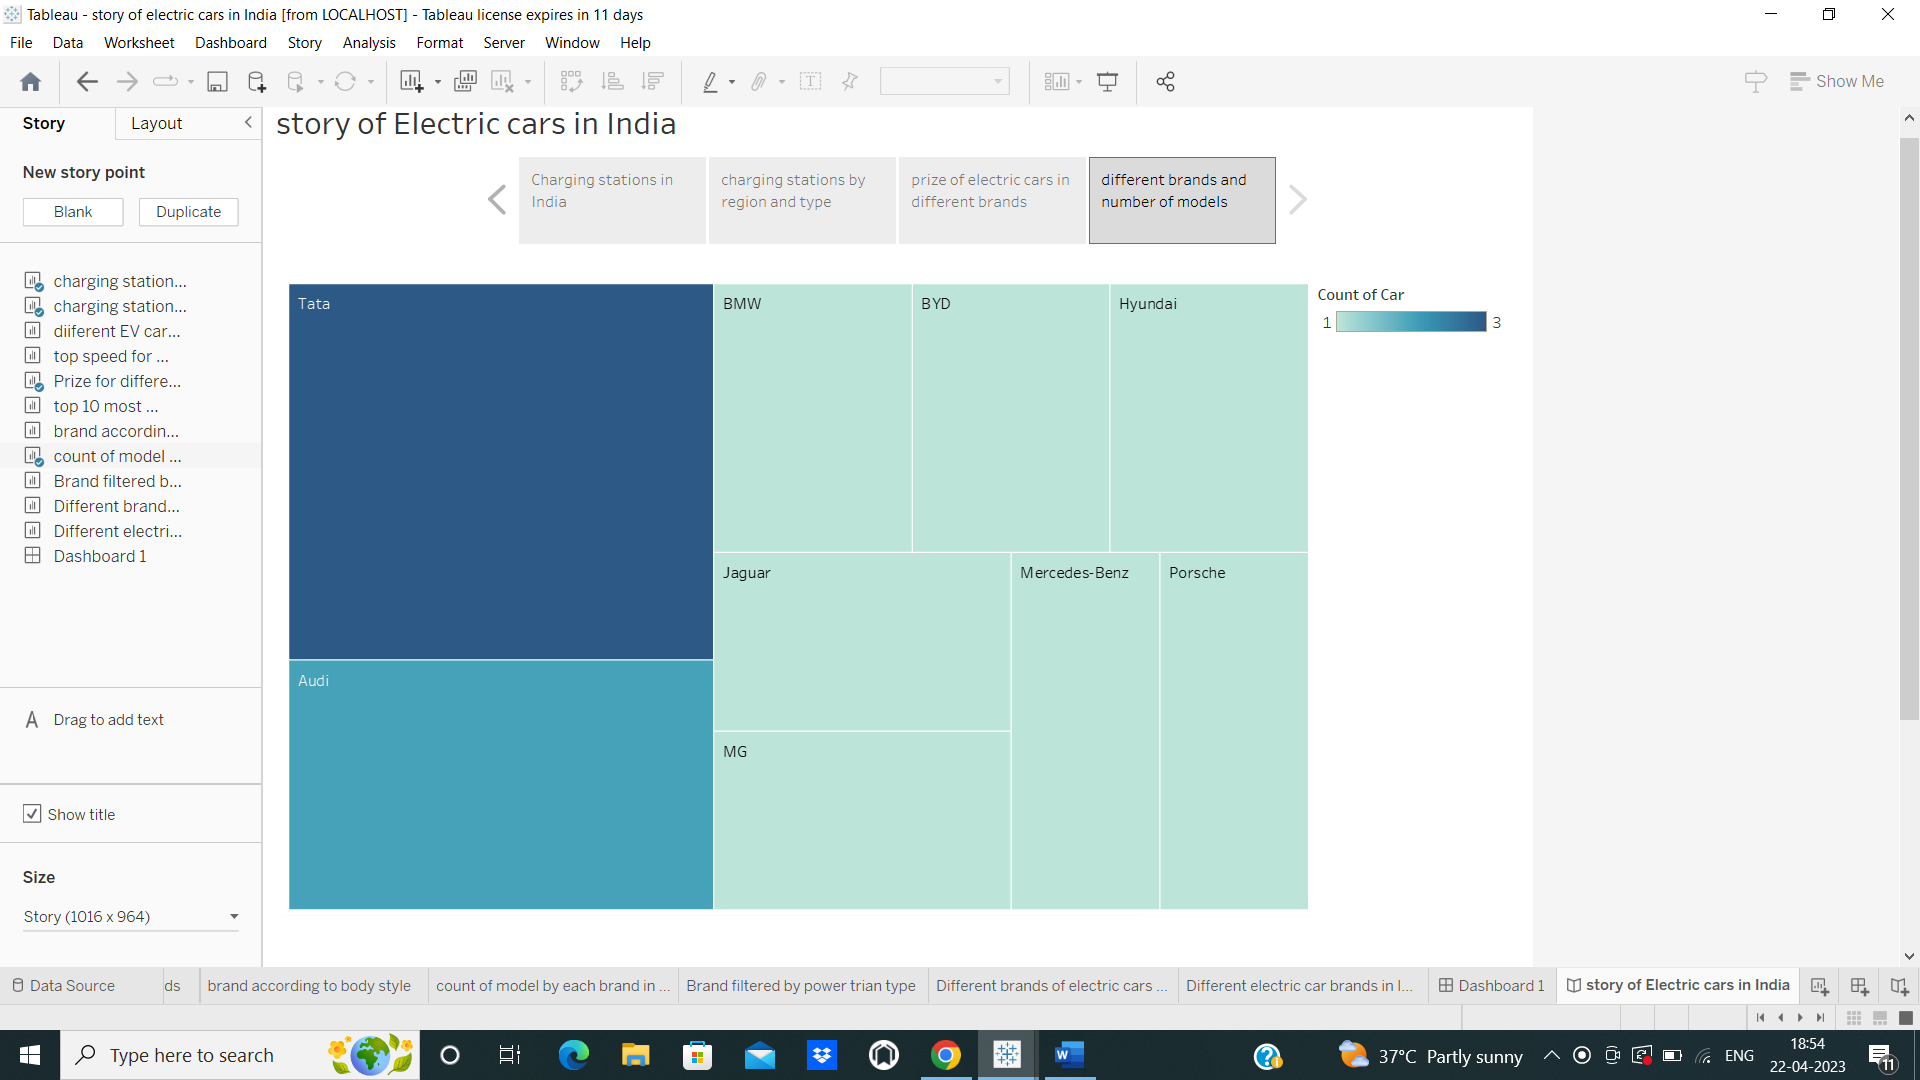 Tableau - story of electric cars in India [from LOCALHOST] - Tableau license expires in 11 days
File Data Worksheet Dashboard Story Analysis Format Server Window Help
Show Me
Story Layout
story of Electric cars in India
New story point
Blank Duplicate
Charging stations in
India
charging stations by
region and type
prize of electric cars in
different brands
different brands and
number of models
charging station...
charging station...
diiferent EV car...
top speed for ...
Prize for differe...
top 10 most ...
brand accordin...
count of model ...
Brand filtered b...
Different brand...
Different electri...
Dashboard 1
A Drag to add text
Show title
Size
Story (1016 x 964)
Tata
BMW
BYD
Hyundai
Jaguar
Mercedes-Benz
Porsche
Audi
MG
Count of Car
1 3
Data Source ds brand according to body style count of model by each brand in ... Brand filtered by power trian type Different brands of electric cars ... Different electric car brands in I... Dashboard 1 story of Electric cars in India
Type here to search
37°C Partly sunny
ENG
18:54
22-04-2023
11